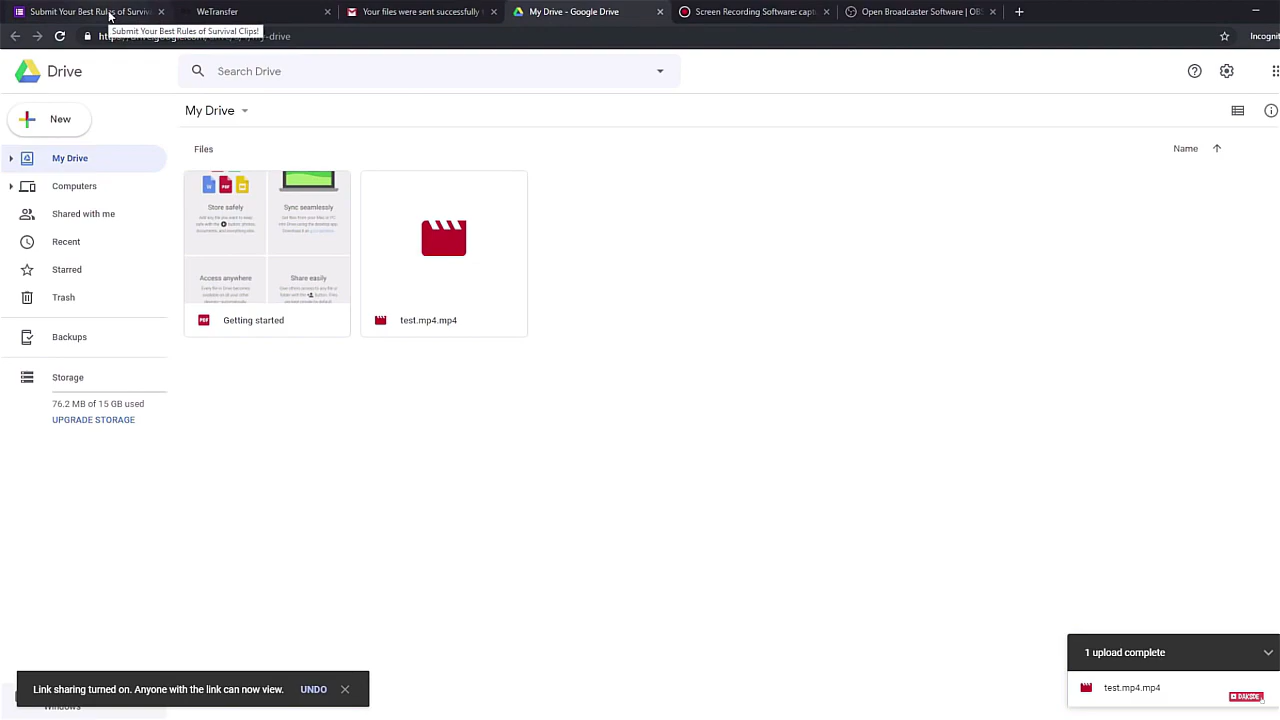 Submit Your Best Rules of Surviv
WeTransfer
Your files were sent successfully
My Drive - Google Drive
Screen Recording Software: capt
Open Broadcaster Software | OBS
Submit Your Best Rules of Survival Clips!
Incognit
Drive
Search Drive
New
My Drive
Name
My Drive
Computers
Shared with me
Recent
Starred
Trash
Backups
Storage
76.2 MB of 15 GB used
UPGRADE STORAGE
Files
Store safely
Sync seamlessly
Access anywhere
Share easily
Getting started
test.mp4.mp4
Link sharing turned on. Anyone with the link can now view. UNDO
1 upload complete
test.mp4.mp4